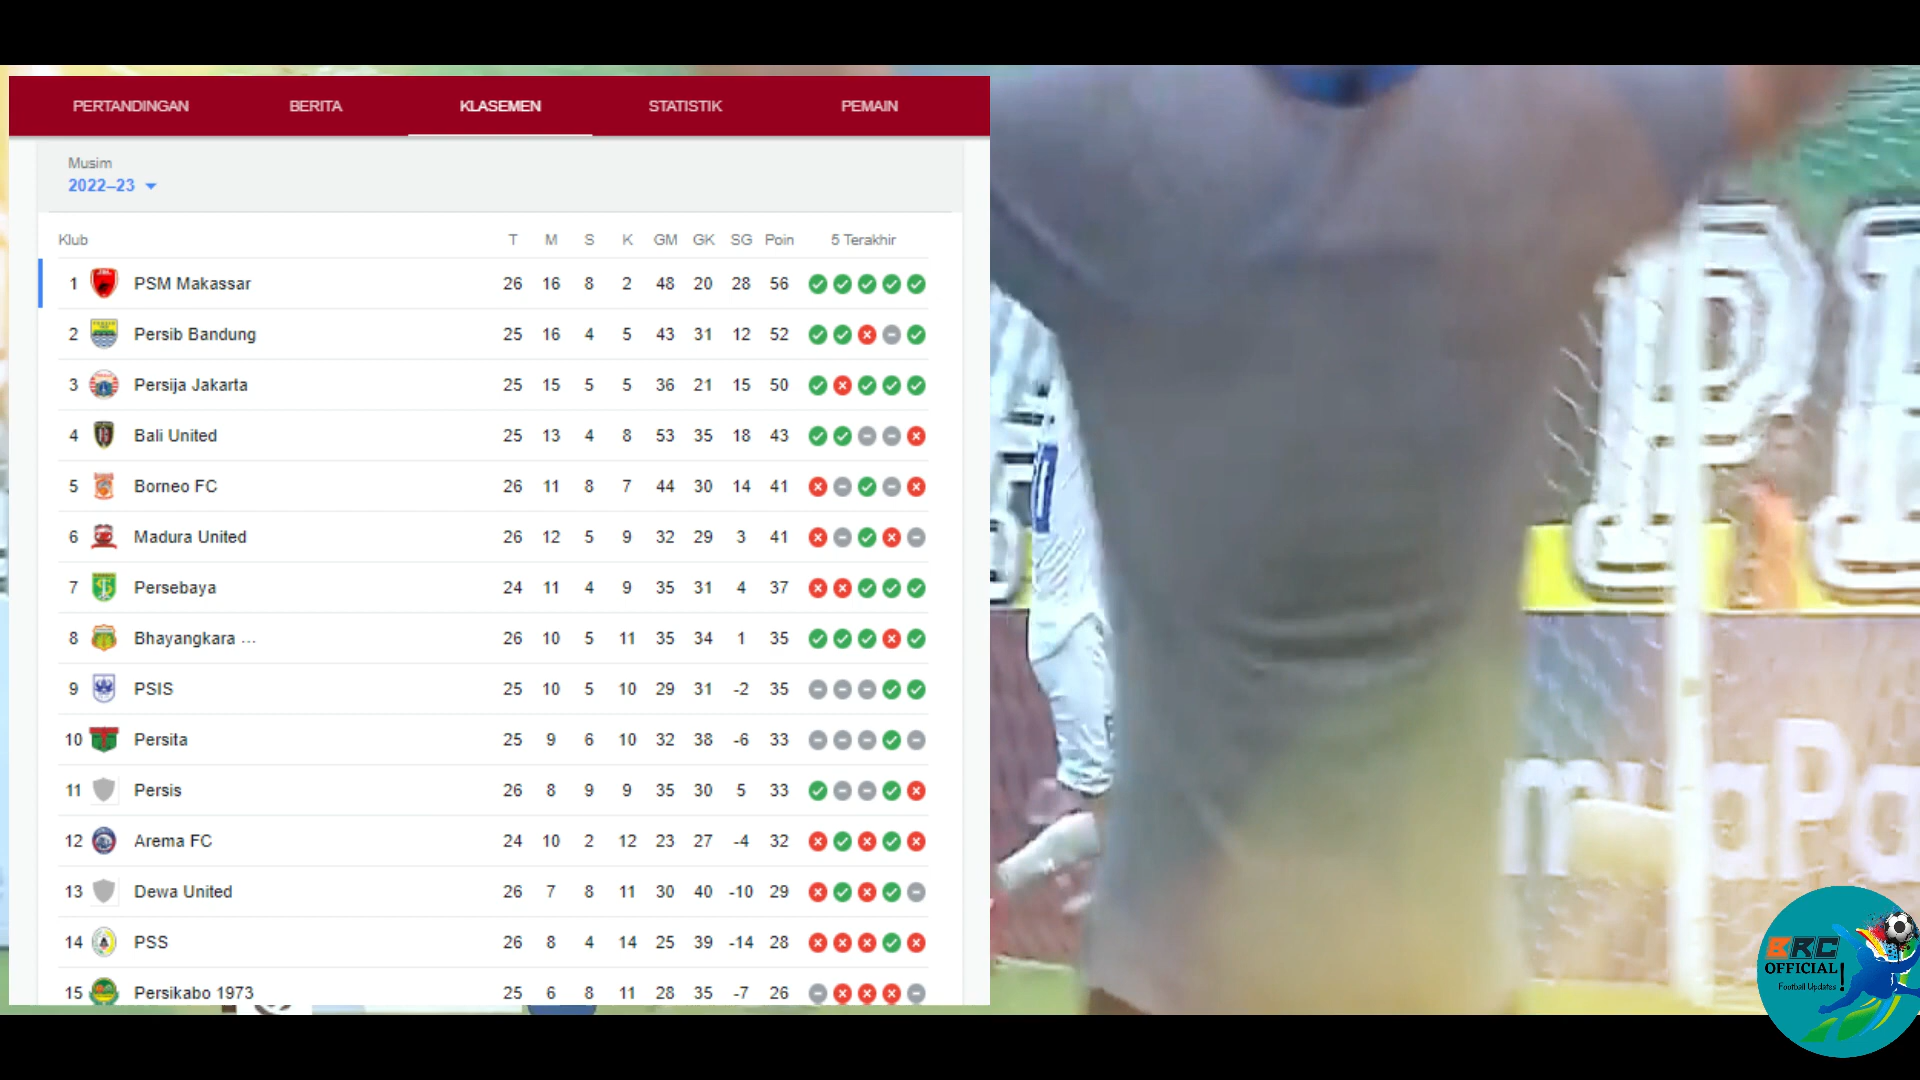 PERTANDINGAN BERITA KLASEMEN STATISTIK PEMAIN
Musim
2022–23
Klub T M S K GM GK SG Poin 5 Terakhir
1 PSM Makassar 26 16 8 2 48 20 28 56
2 Persib Bandung 25 16 4 5 43 31 12 52
3 Persija Jakarta 25 15 5 5 36 21 15 50
4 Bali United 25 13 4 8 53 35 18 43
5 Borneo FC 26 11 8 7 44 30 14 41
6 Madura United 26 12 5 9 32 29 3 41
7 Persebaya 24 11 4 9 35 31 4 37
8 Bhayangkara ... 26 10 5 11 35 34 1 35
9 PSIS 25 10 5 10 29 31 -2 35
10 Persita 25 9 6 10 32 38 -6 33
11 Persis 26 8 9 9 35 30 5 33
12 Arema FC 24 10 2 12 23 27 -4 32
13 Dewa United 26 7 8 11 30 40 -10 29
14 PSS 26 8 4 14 25 39 -14 28
15 Persikabo 1973 25 6 8 11 28 35 -7 26
BRC
OFFICIAL!
Football Updates